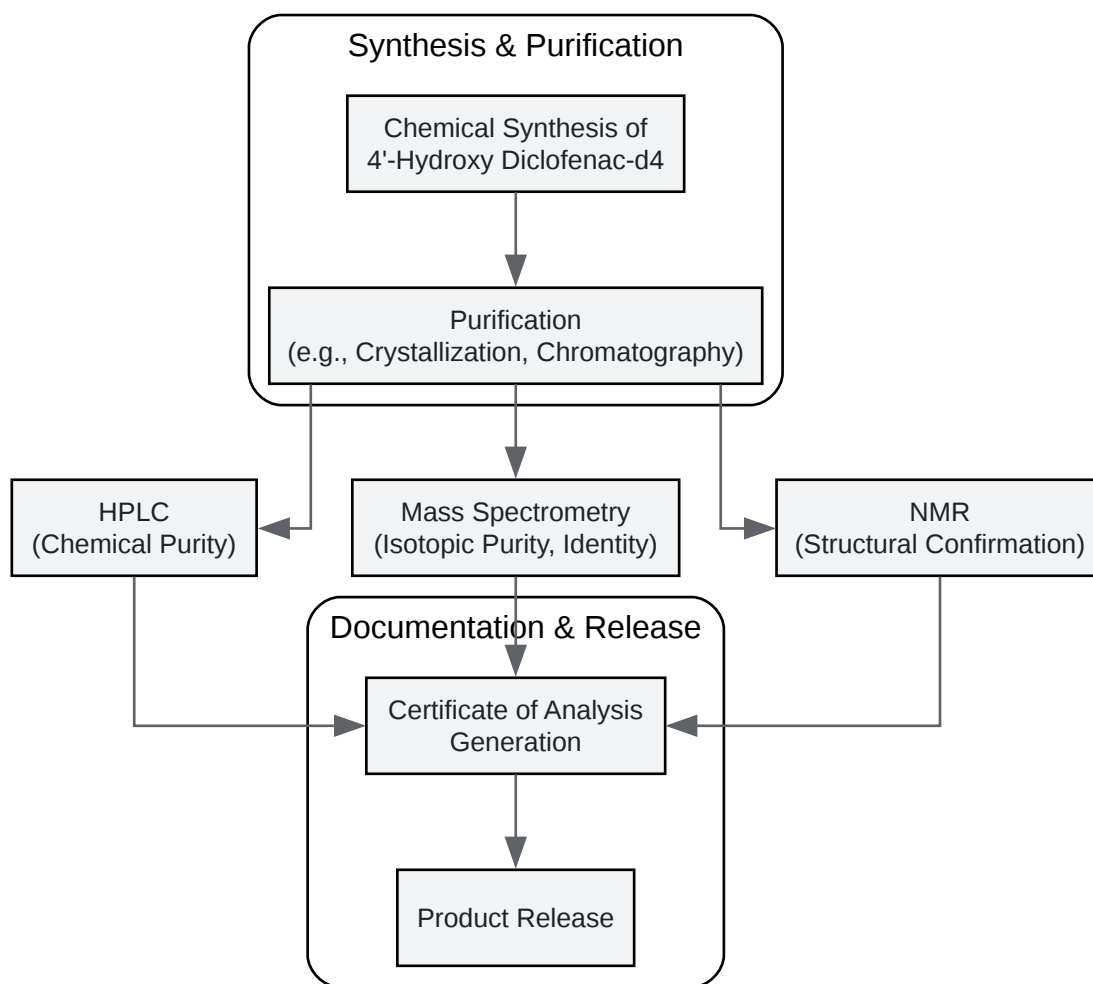 Synthesis & Purification
Chemical Synthesis of
4'-Hydroxy Diclofenac-d4
Purification
(e.g., Crystallization, Chromatography)
HPLC
(Chemical Purity)
Mass Spectrometry
(Isotopic Purity, Identity)
NMR
(Structural Confirmation)
Documentation & Release
Certificate of Analysis
Generation
Product Release